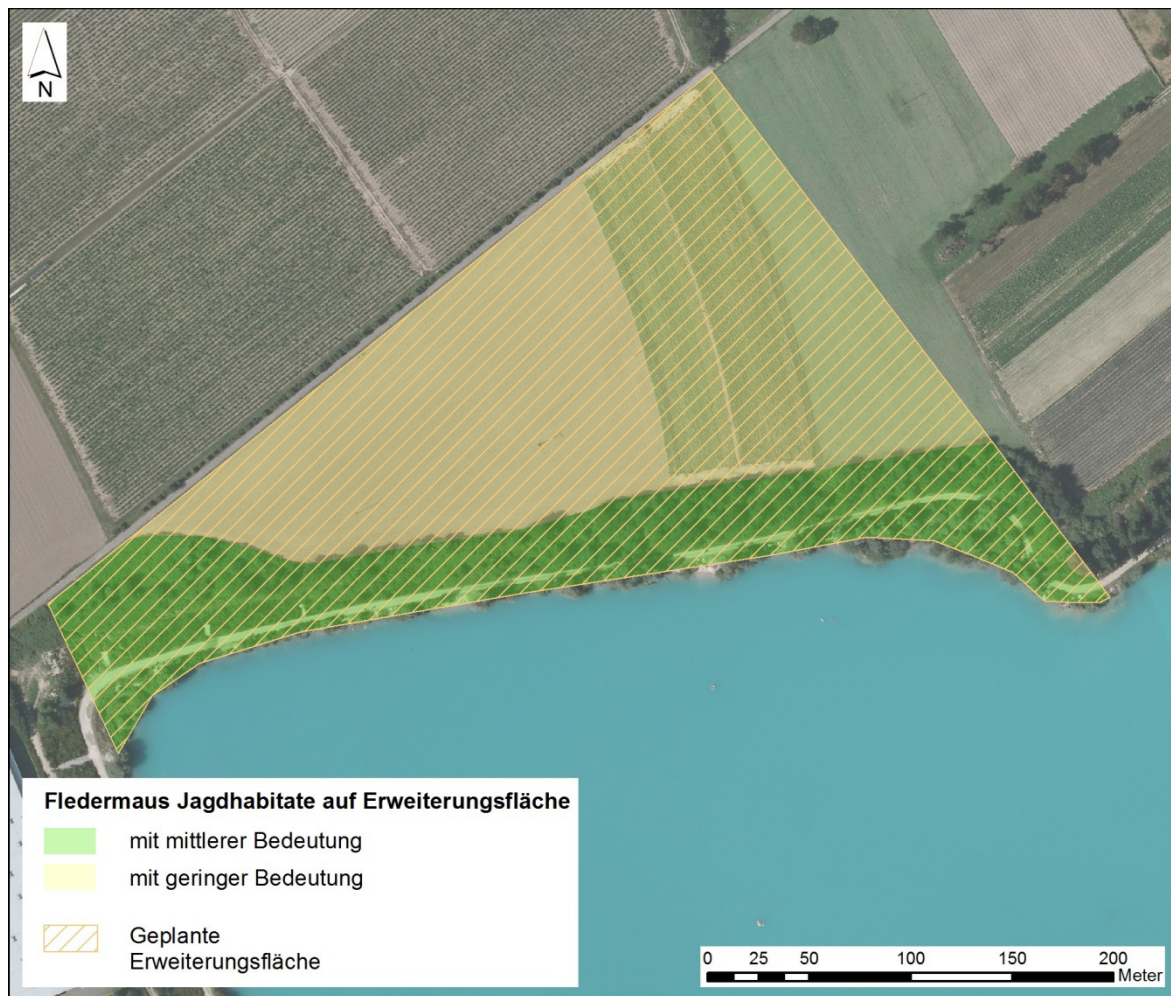 N
Fledermaus Jagdhabitate auf Erweiterungsfläche
mit mittlerer Bedeutung
mit geringer Bedeutung
Geplante
Erweiterungsfläche
0 25 50 100 150 200
Meter